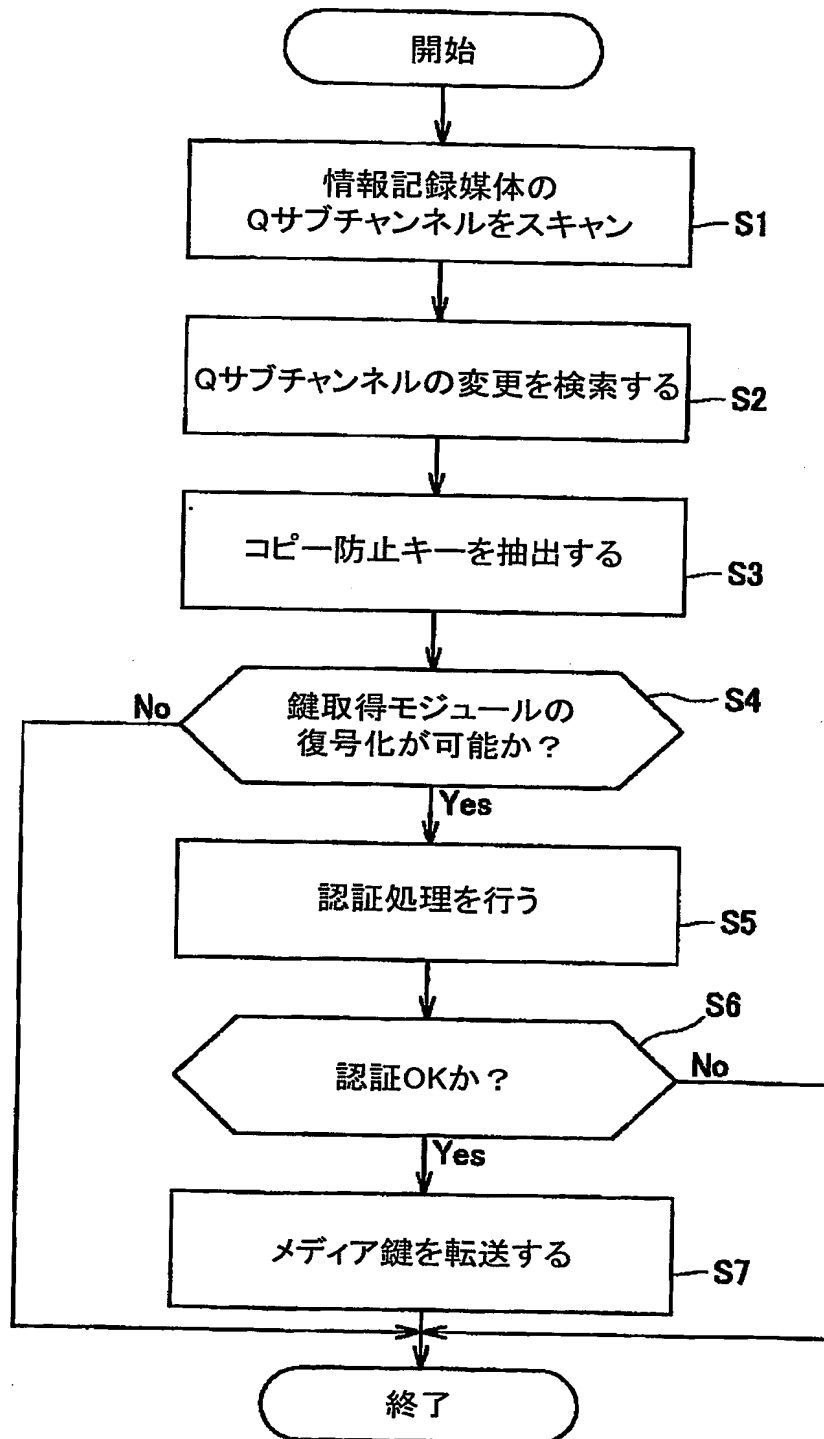 開始
情報記録媒体の
Qサブチャンネルをスキャン
S1
Qサブチャンネルの変更を検索する
S2
コピー防止キーを抽出する
S3
No
鍵取得モジュールの
復号化が可能か？
S4
Yes
認証処理を行う
S5
S6
認証OKか？
No
Yes
メディア鍵を転送する
S7
終了